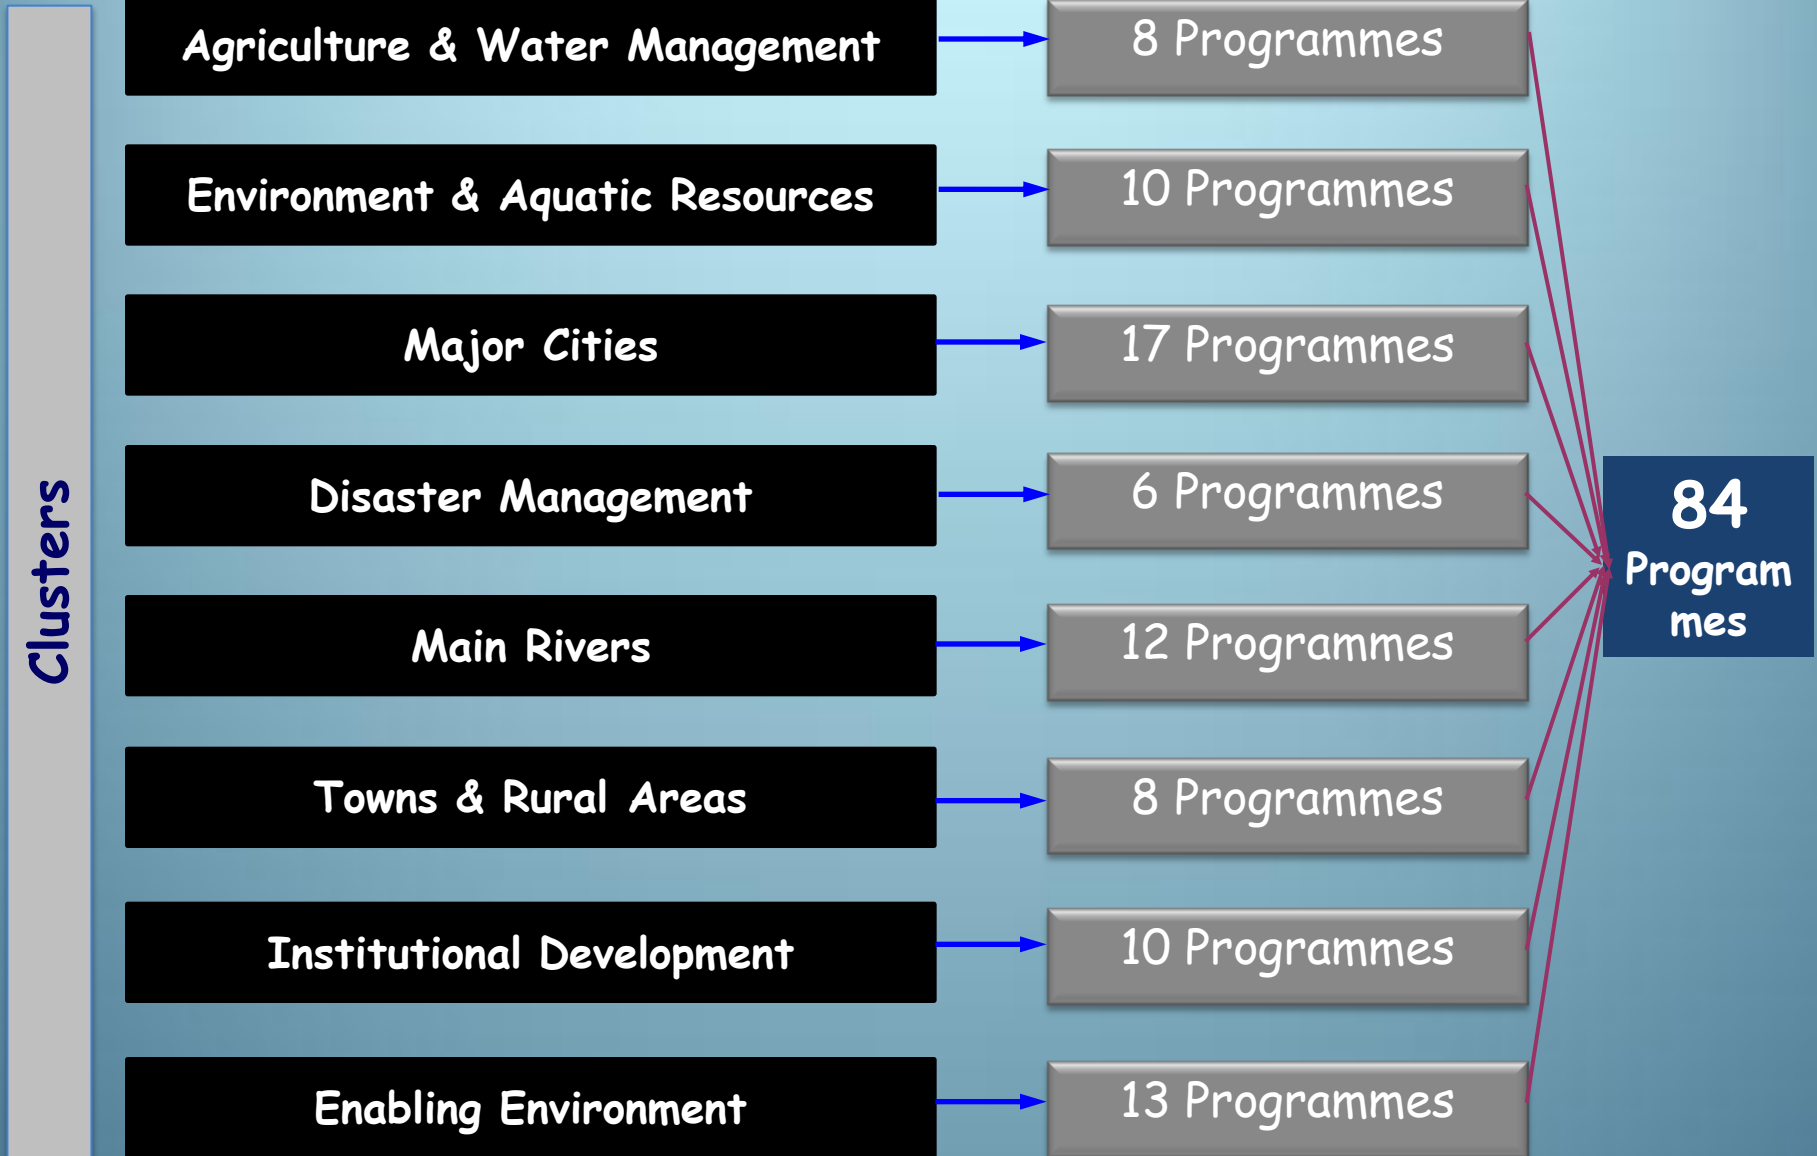 Clusters
Agriculture & Water Management
8 Programmes
Environment & Aquatic Resources
10 Programmes
Major Cities
17 Programmes
Disaster Management
6 Programmes
Main Rivers
12 Programmes
Towns & Rural Areas
8 Programmes
Institutional Development
10 Programmes
Enabling Environment
13 Programmes
84
Program
mes